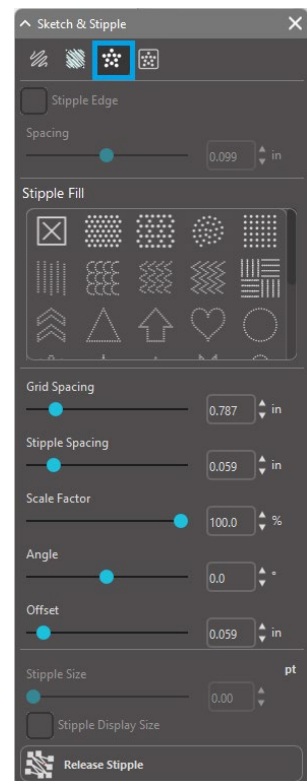 Sketch & Stipple
Stipple Edge
Spacing
0.099 in
Stipple Fill
Grid Spacing
0.787 in
Stipple Spacing
0.059 in
Scale Factor
100.0 %
Angle
0.0 °
Offset
0.059 in
Stipple Size pt
0.00
Stipple Display Size
Release Stipple